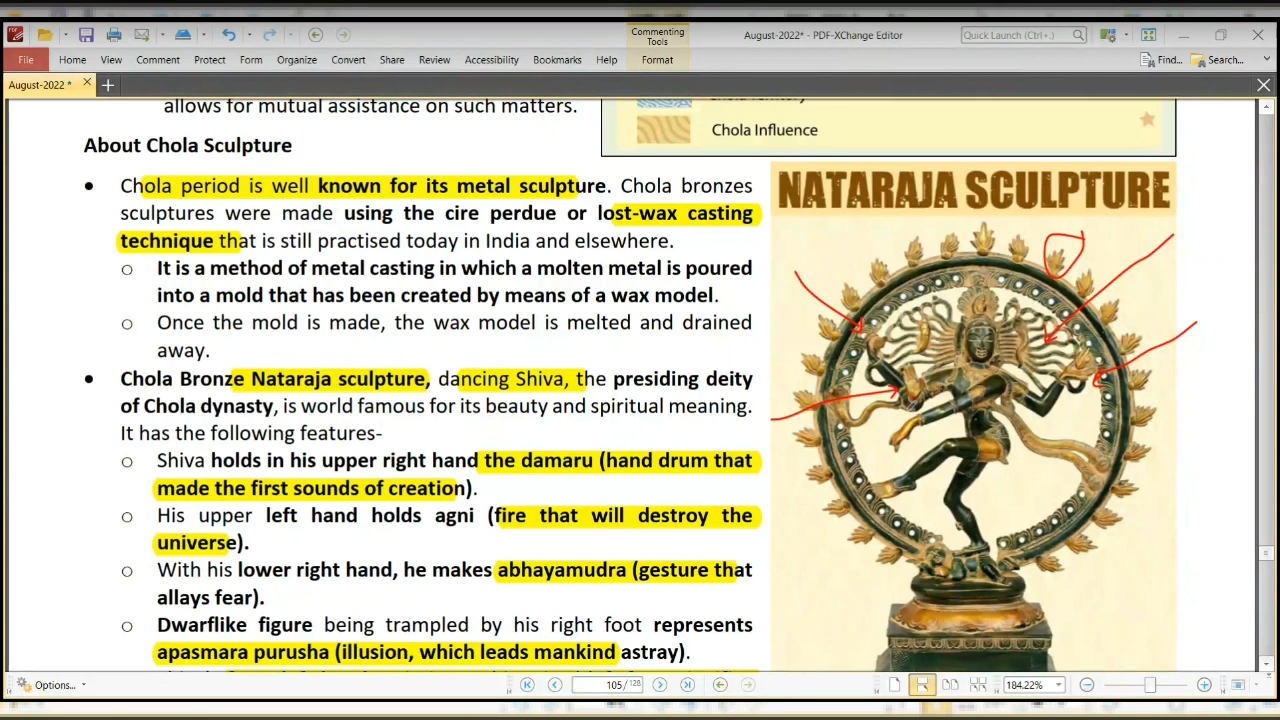 Commenting
Tools
August-2022* - PDF-XChange Editor
Quick Launch (Ctrl+.)
File Home View Comment Protect Form Organize Convert Share Review Accessibility Bookmarks Help Format
Find... Search...
August-2022 *
allows for mutual assistance on such matters.
Chola Influence
About Chola Sculpture
NATARAJA SCULPTURE
● Chola period is well known for its metal sculpture. Chola bronzes
sculptures were made using the cire perdue or lost-wax casting
technique that is still practised today in India and elsewhere.
○ It is a method of metal casting in which a molten metal is poured
into a mold that has been created by means of a wax model.
○ Once the mold is made, the wax model is melted and drained
away.
● Chola Bronze Nataraja sculpture, dancing Shiva, the presiding deity
of Chola dynasty, is world famous for its beauty and spiritual meaning.
It has the following features-
○ Shiva holds in his upper right hand the damaru (hand drum that
made the first sounds of creation).
○ His upper left hand holds agni (fire that will destroy the
universe).
○ With his lower right hand, he makes abhayamudra (gesture that
allays fear).
○ Dwarflike figure being trampled by his right foot represents
apasmara purusha (illusion, which leads mankind astray).
Options... 105 / 128 184.22%